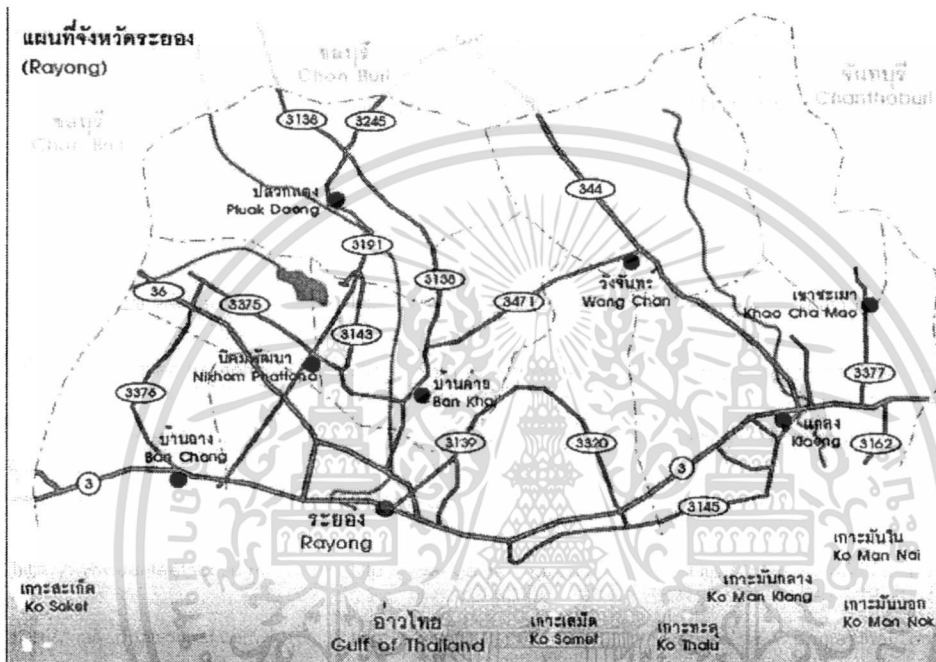 แผนที่จังหวัดระยอง
(Rayong)
ชลบุรี
Chon Buri
จันทบุรี
Chanthaburi
ชลบุรี
3138
3245
344
ปลวกแดง
Pluak Daeng
3191
3138
วังจันทร์
Wang Chan
36
3375
3471
เขาชะเมา
Khao Cha Mao
3143
นิคมพัฒนา
Nikhom Phattana
3377
3376
บ้านค่าย
Ban Khai
แกลง
Klaeng
บ้านฉาง
Ban Chang
3139
3320
3162
3
3
3145
ระยอง
Rayong
เกาะมันใน
Ko Man Nai
เกาะสะเก็ด
Ko Saket
เกาะมันกลาง
Ko Man Klang
เกาะมันนอก
Ko Man Nok
อ่าวไทย
Gulf of Thailand
เกาะเสม็ด
Ko Samet
เกาะทะลุ
Ko Thalu